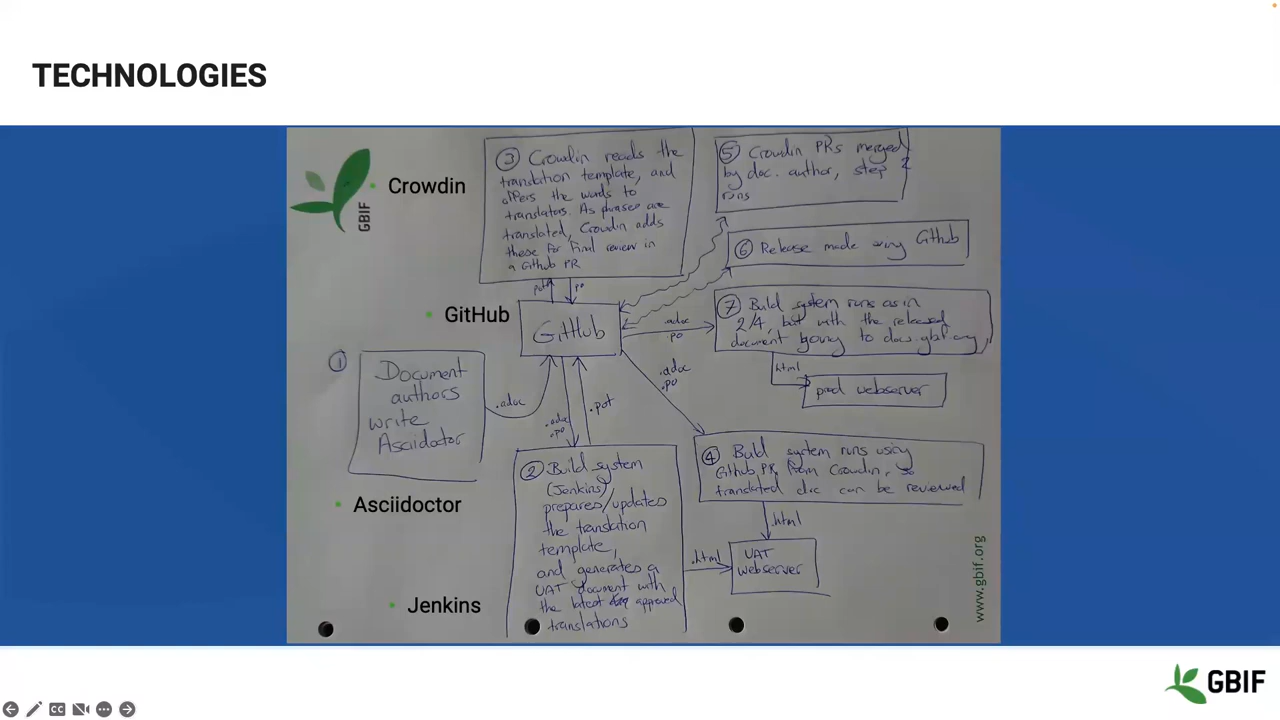 TECHNOLOGIES
GBIF
Crowdin
GitHub
Asciidoctor
Jenkins
① Document
authors
write
Asciidoctor
.adoc
GitHub
.adoc
.po
.pot
② Build system
(Jenkins)
prepares/updates
the translation
template,
and generates a
UAT document with
the latest approved
translations
.html
③ Crowdin reads the
translation template, and
offers the words to
translators. As phrases are
translated, Crowdin adds
these for final review in
a Github PR
pot
po
④ Build system runs using
Github PR from Crowdin, so
translated doc can be reviewed
.adoc
.po
.html
UAT
webserver
⑤ Crowdin PRs merged
by doc. author, step 2
runs
⑥ Release made using Github
⑦ Build system runs as in
2/4, but with the released
document going to docs.gbif.org
.adoc
.po
html
prod webserver
www.gbif.org
CC
GBIF